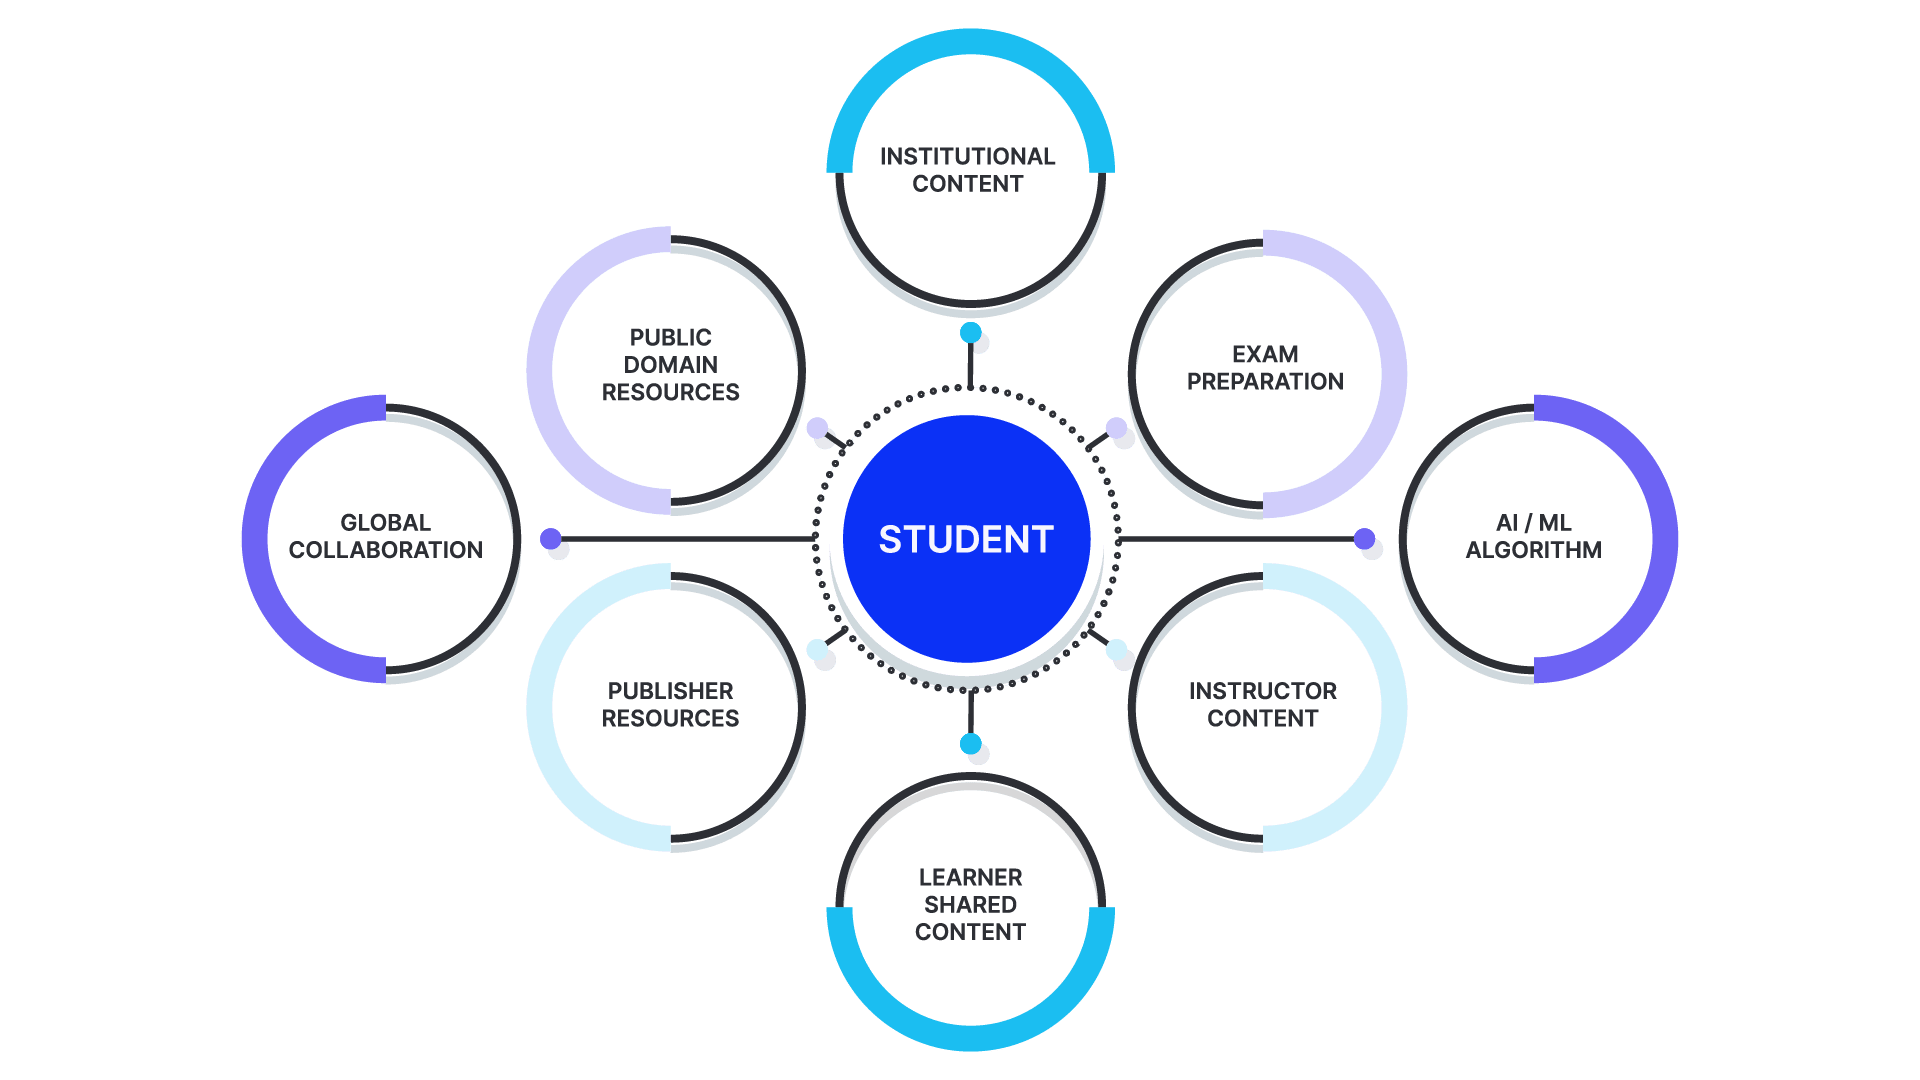 INSTITUTIONAL
CONTENT
PUBLIC
DOMAIN
RESOURCES
EXAM
PREPARATION
GLOBAL
COLLABORATION
STUDENT
AI / ML
ALGORITHM
PUBLISHER
RESOURCES
INSTRUCTOR
CONTENT
LEARNER
SHARED
CONTENT